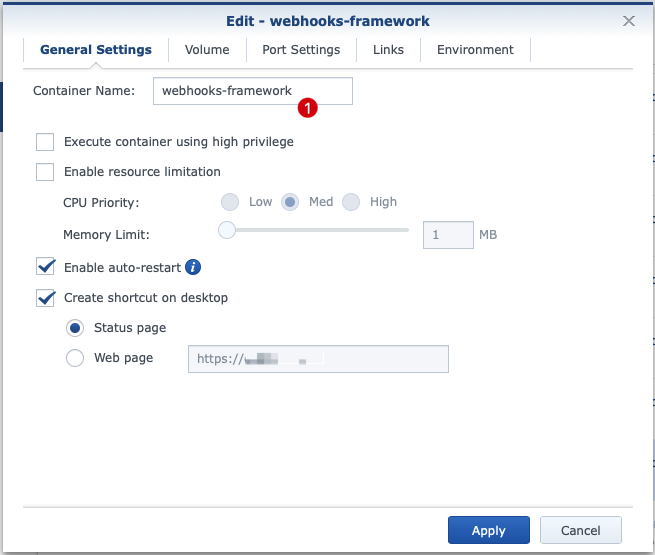 Edit - webhooks-framework
General Settings Volume Port Settings Links Environment
Container Name: webhooks-framework
1
Execute container using high privilege
Enable resource limitation
CPU Priority: Low Med High
Memory Limit: 1 MB
Enable auto-restart i
Create shortcut on desktop
Status page
Web page https://
Apply Cancel